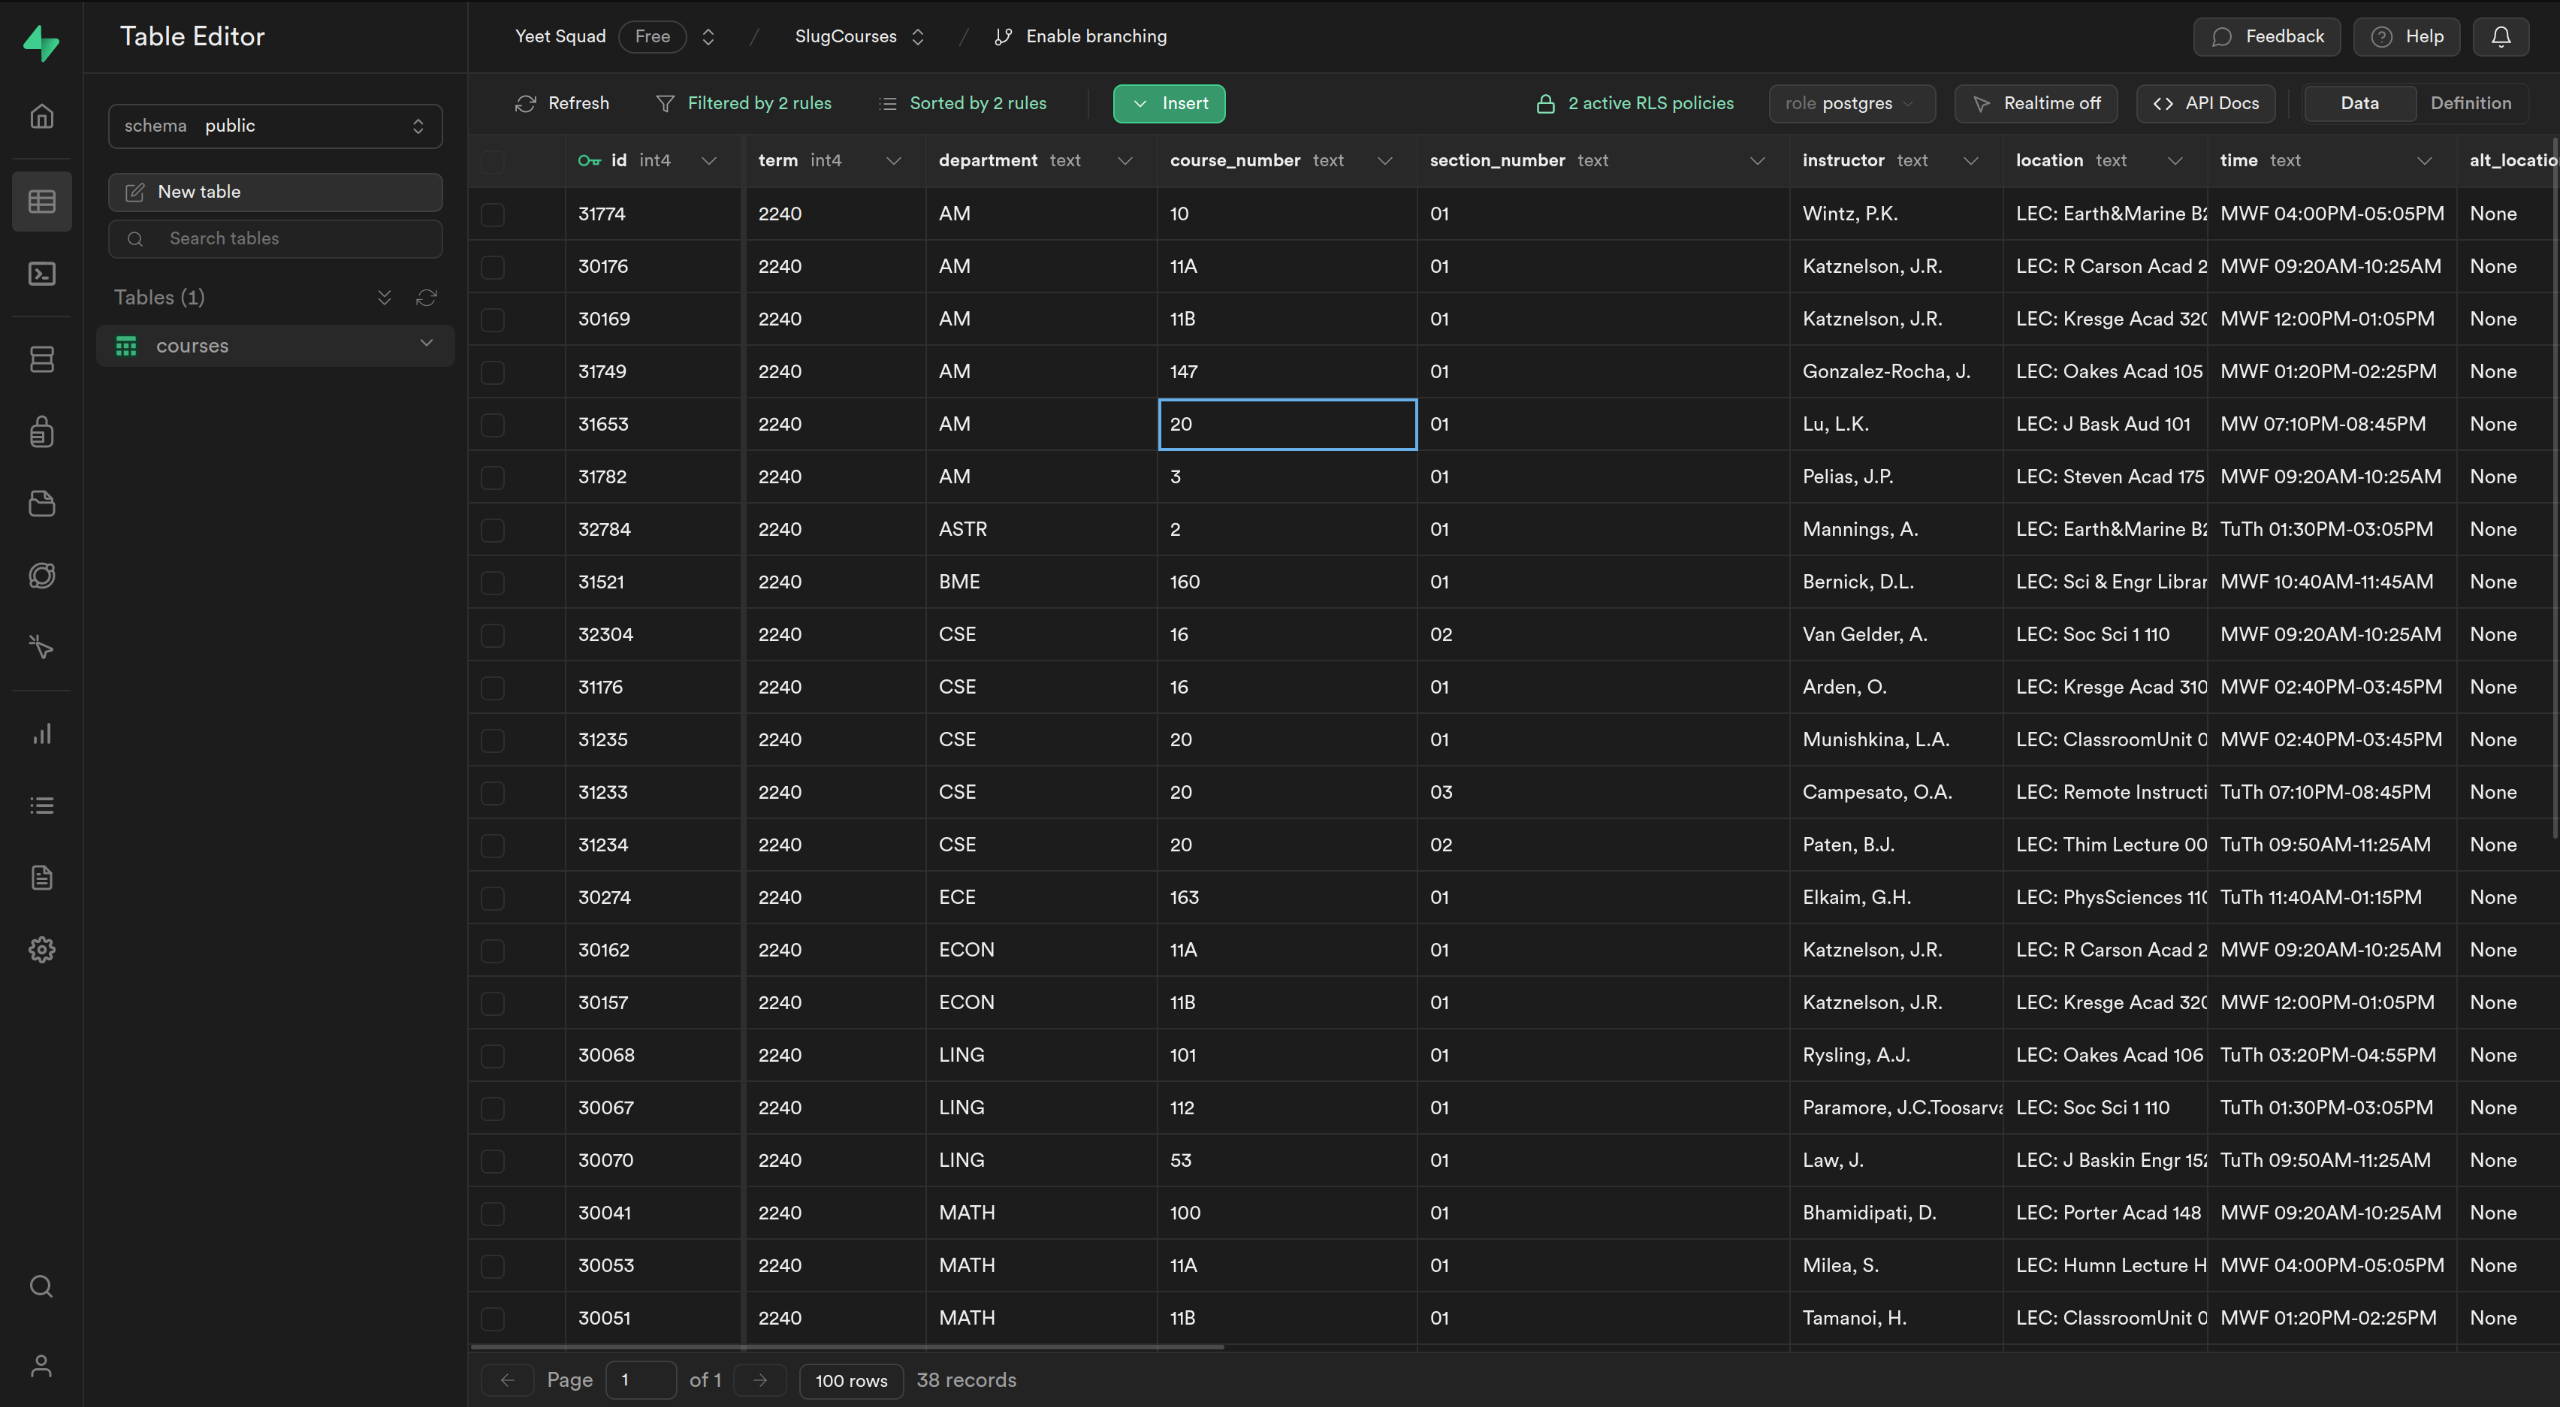 Table Editor
Yeet Squad Free / SlugCourses / Enable branching
Feedback Help
schema public
New table
Search tables
Tables (1)
courses
Refresh Filtered by 2 rules Sorted by 2 rules Insert 2 active RLS policies role postgres Realtime off API Docs Data Definition
id int4 term int4 department text course_number text section_number text instructor text location text time text alt_locatio
31774 2240 AM 10 01 Wintz, P.K. LEC: Earth&Marine B2 MWF 04:00PM-05:05PM None
30176 2240 AM 11A 01 Katznelson, J.R. LEC: R Carson Acad 2 MWF 09:20AM-10:25AM None
30169 2240 AM 11B 01 Katznelson, J.R. LEC: Kresge Acad 320 MWF 12:00PM-01:05PM None
31749 2240 AM 147 01 Gonzalez-Rocha, J. LEC: Oakes Acad 105 MWF 01:20PM-02:25PM None
31653 2240 AM 20 01 Lu, L.K. LEC: J Bask Aud 101 MW 07:10PM-08:45PM None
31782 2240 AM 3 01 Pelias, J.P. LEC: Steven Acad 175 MWF 09:20AM-10:25AM None
32784 2240 ASTR 2 01 Mannings, A. LEC: Earth&Marine B2 TuTh 01:30PM-03:05PM None
31521 2240 BME 160 01 Bernick, D.L. LEC: Sci & Engr Librar MWF 10:40AM-11:45AM None
32304 2240 CSE 16 02 Van Gelder, A. LEC: Soc Sci 1 110 MWF 09:20AM-10:25AM None
31176 2240 CSE 16 01 Arden, O. LEC: Kresge Acad 310 MWF 02:40PM-03:45PM None
31235 2240 CSE 20 01 Munishkina, L.A. LEC: ClassroomUnit 0 MWF 02:40PM-03:45PM None
31233 2240 CSE 20 03 Campesato, O.A. LEC: Remote Instructi TuTh 07:10PM-08:45PM None
31234 2240 CSE 20 02 Paten, B.J. LEC: Thim Lecture 00 TuTh 09:50AM-11:25AM None
30274 2240 ECE 163 01 Elkaim, G.H. LEC: PhysSciences 110 TuTh 11:40AM-01:15PM None
30162 2240 ECON 11A 01 Katznelson, J.R. LEC: R Carson Acad 2 MWF 09:20AM-10:25AM None
30157 2240 ECON 11B 01 Katznelson, J.R. LEC: Kresge Acad 320 MWF 12:00PM-01:05PM None
30068 2240 LING 101 01 Rysling, A.J. LEC: Oakes Acad 106 TuTh 03:20PM-04:55PM None
30067 2240 LING 112 01 Paramore, J.C.Toosarva LEC: Soc Sci 1 110 TuTh 01:30PM-03:05PM None
30070 2240 LING 53 01 Law, J. LEC: J Baskin Engr 152 TuTh 09:50AM-11:25AM None
30041 2240 MATH 100 01 Bhamidipati, D. LEC: Porter Acad 148 MWF 09:20AM-10:25AM None
30053 2240 MATH 11A 01 Milea, S. LEC: Humn Lecture H MWF 04:00PM-05:05PM None
30051 2240 MATH 11B 01 Tamanoi, H. LEC: ClassroomUnit 0 MWF 01:20PM-02:25PM None
Page 1 of 1 100 rows 38 records